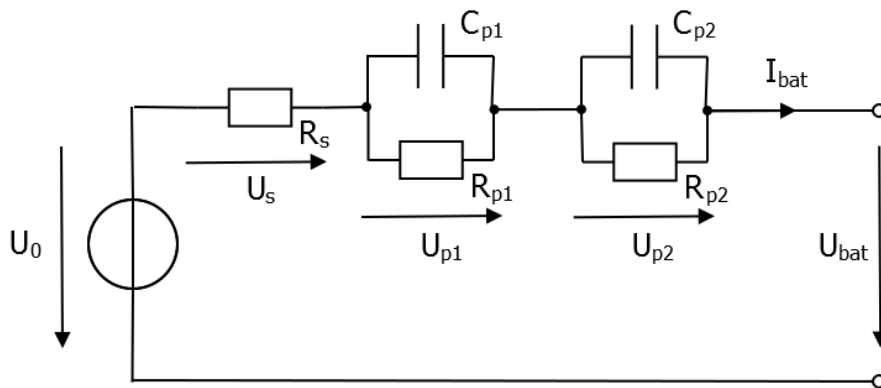 C_p1
C_p2
I_bat
R_s
U_s
R_p1
R_p2
U_0
U_p1
U_p2
U_bat